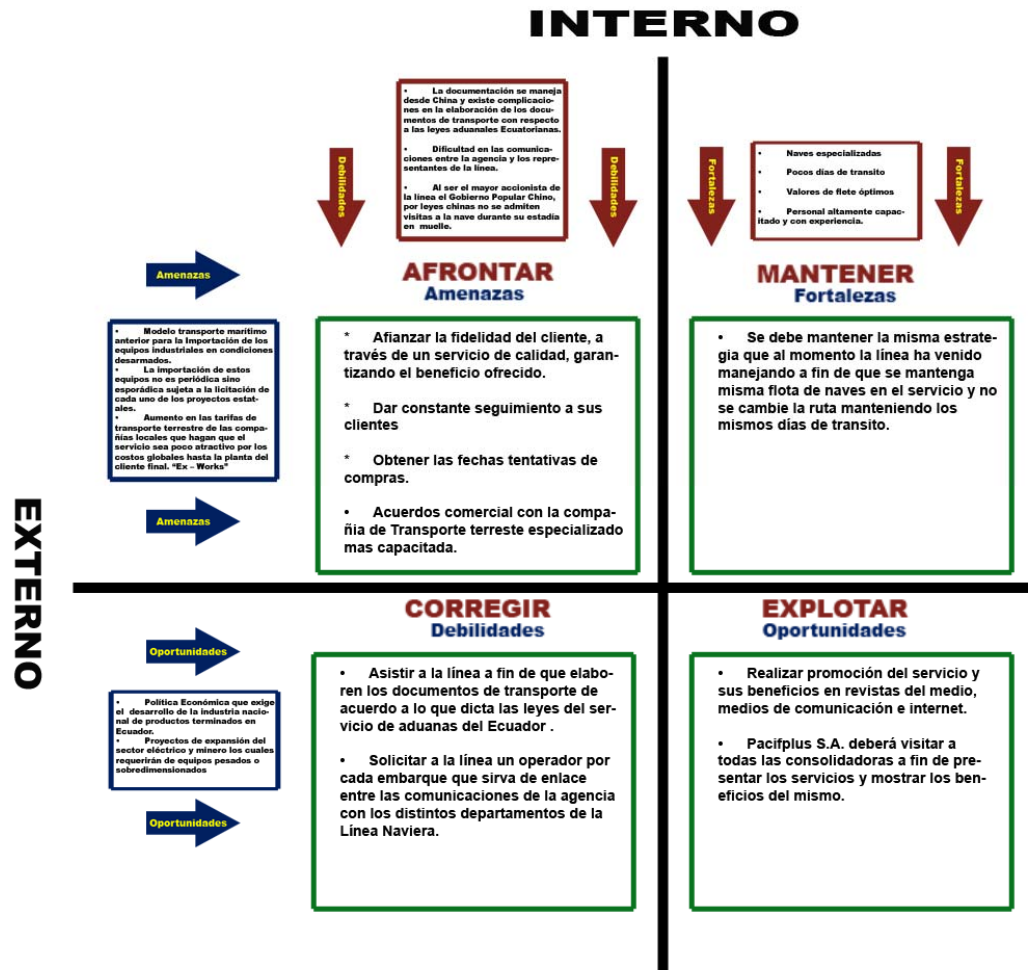 INTERNO
• La documentación se maneja
desde China y existe complicacio-
nes en la elaboración de los docu-
mentos de transporte con respecto
a las leyes aduanales Ecuatorianas.
• Dificultad en las comunica-
ciones entre la agencia y los repre-
sentantes de la línea.
• Al ser el mayor accionista de
la línea el Gobierno Popular Chino,
por leyes chinas no se admiten
visitas a la nave durante su estadía
en muelle.
Debilidades
Debilidades
• Naves especializadas
• Pocos días de transito
• Valores de flete óptimos
• Personal altamente capac-
itado y con experiencia.
Fortalezas
Fortalezas
EXTERNO
Amenazas
• Modelo transporte marítimo
anterior para la Importación de los
equipos industriales en condiciones
desarmados.
• La importación de estos
equipos no es periódica sino
esporádica sujeta a la licitación de
cada uno de los proyectos estat-
ales.
• Aumento en las tarifas de
transporte terrestre de las compa-
ñías locales que hagan que el
servicio sea poco atractivo por los
costos globales hasta la planta del
cliente final. “Ex – Works”
Amenazas
AFRONTAR
Amenazas
* Afianzar la fidelidad del cliente, a
través de un servicio de calidad, garan-
tizando el beneficio ofrecido.
* Dar constante seguimiento a sus
clientes
* Obtener las fechas tentativas de
compras.
• Acuerdos comercial con la compa-
ñia de Transporte terreste especializado
mas capacitada.
MANTENER
Fortalezas
• Se debe mantener la misma estrate-
gia que al momento la línea ha venido
manejando a fin de que se mantenga
misma flota de naves en el servicio y no
se cambie la ruta manteniendo los
mismos días de transito.
Oportunidades
• Política Económica que exige
el desarrollo de la industria nacio-
nal de productos terminados en
Ecuador.
• Proyectos de expansión del
sector eléctrico y minero los cuales
requerirán de equipos pesados o
sobredimensionados
Oportunidades
CORREGIR
Debilidades
• Asistir a la línea a fin de que elabo-
ren los documentos de transporte de
acuerdo a lo que dicta las leyes del ser-
vicio de aduanas del Ecuador .
• Solicitar a la línea un operador por
cada embarque que sirva de enlace
entre las comunicaciones de la agencia
con los distintos departamentos de la
Línea Naviera.
EXPLOTAR
Oportunidades
• Realizar promoción del servicio y
sus beneficios en revistas del medio,
medios de comunicación e internet.
• Pacifplus S.A. deberá visitar a
todas las consolidadoras a fin de pre-
sentar los servicios y mostrar los ben-
eficios del mismo.